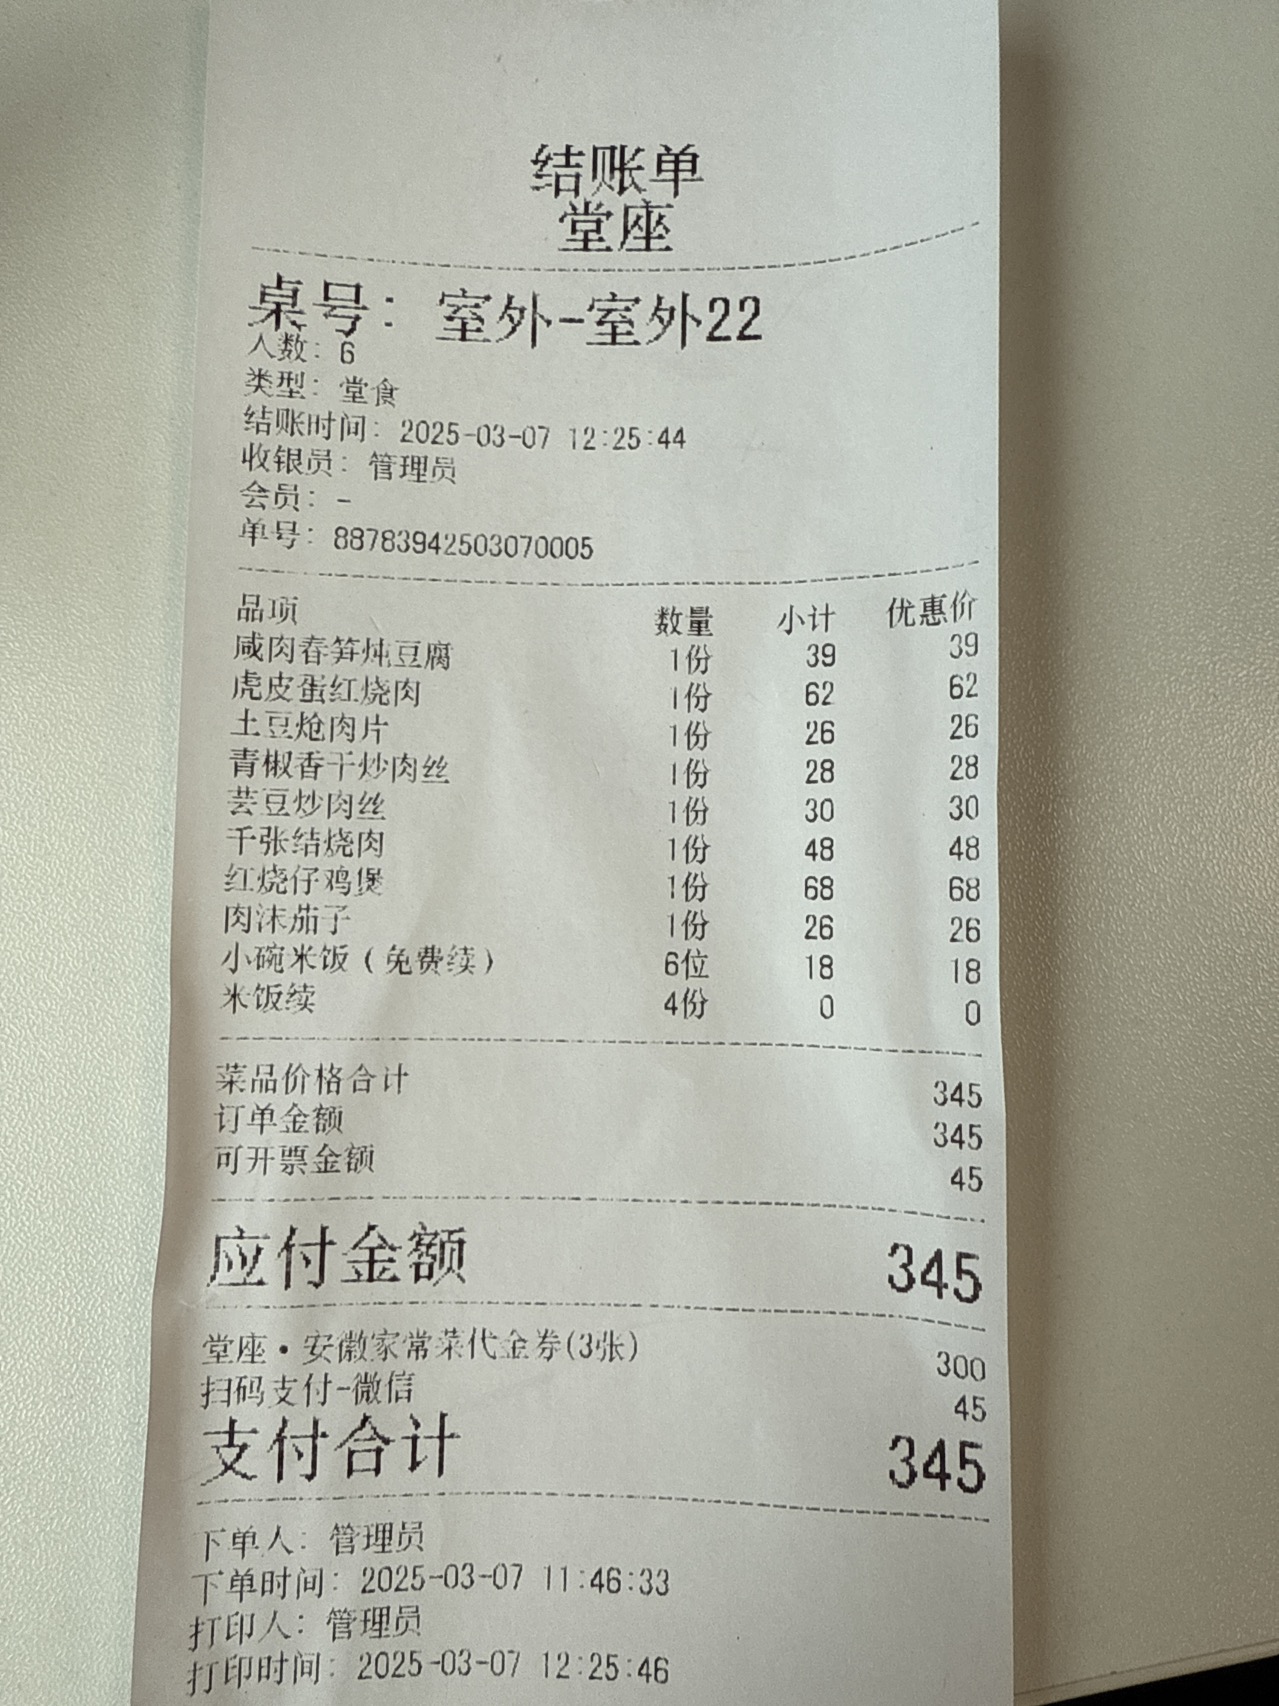 结账单
堂座
桌号: 室外-室外22
人数: 6
类型: 堂食
结账时间: 2025-03-07 12:25:44
收银员: 管理员
会员: -
单号: 88783942503070005
品项 数量 小计 优惠价
咸肉春笋炖豆腐 1份 39 39
虎皮蛋红烧肉 1份 62 62
土豆炝肉片 1份 26 26
青椒香干炒肉丝 1份 28 28
芸豆炒肉丝 1份 30 30
千张结烧肉 1份 48 48
红烧仔鸡煲 1份 68 68
肉沫茄子 1份 26 26
小碗米饭(免费续) 6位 18 18
米饭续 4份 0 0
菜品价格合计 345
订单金额 345
可开票金额 45
应付金额 345
堂座•安徽家常菜代金券(3张) 300
扫码支付-微信 45
支付合计 345
下单人: 管理员
下单时间: 2025-03-07 11:46:33
打印人: 管理员
打印时间: 2025-03-07 12:25:46